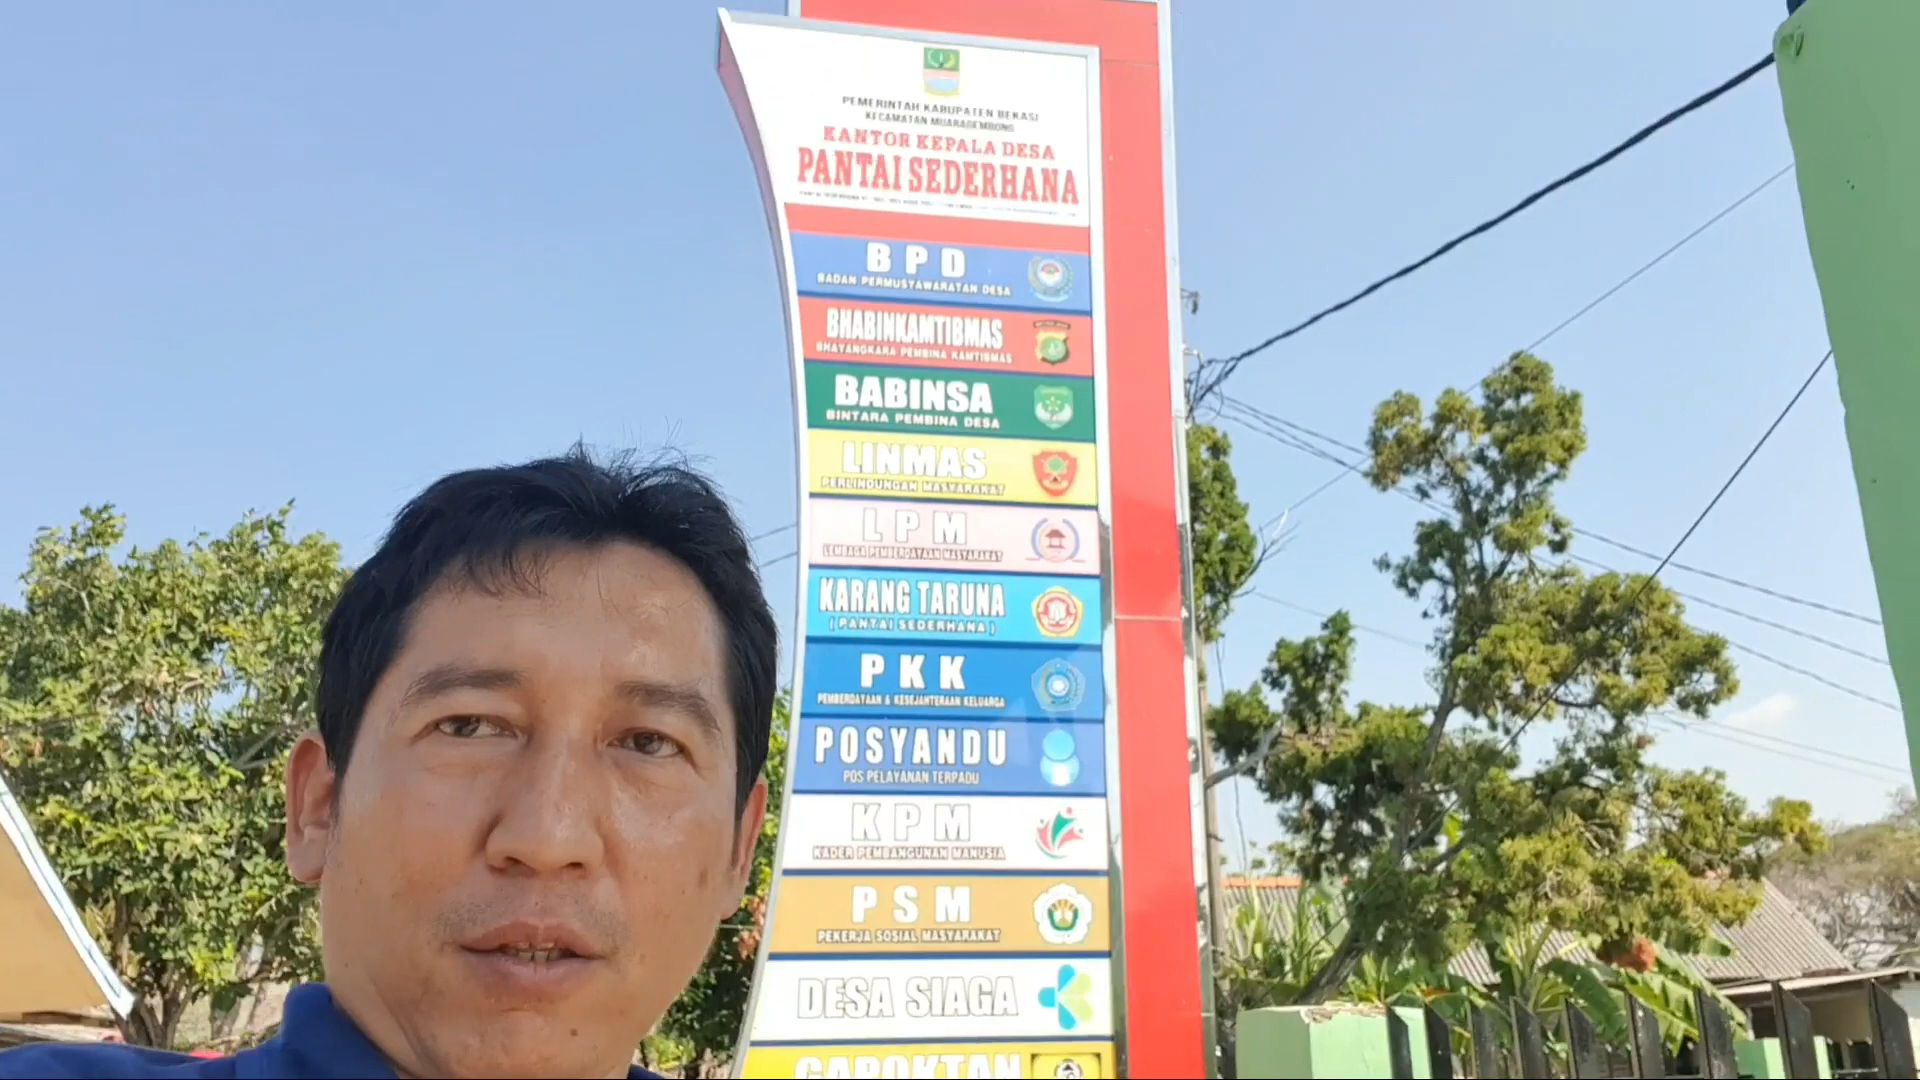 PEMERINTAH KABUPATEN BEKASI
KECAMATAN MUARAGEMBONG
KANTOR KEPALA DESA
PANTAI SEDERHANA
BPD
BADAN PERMUSYAWARATAN DESA
BHABINKAMTIBMAS
BHAYANGKARA PEMBINA KAMTIBMAS
BABINSA
BINTARA PEMBINA DESA
LINMAS
PERLINDUNGAN MASYARAKAT
LPM
LEMBAGA PEMBERDAYAAN MASYARAKAT
KARANG TARUNA
( PANTAI SEDERHANA )
PKK
PEMBERDAYAAN & KESEJAHTERAAN KELUARGA
POSYANDU
POS PELAYANAN TERPADU
KPM
KADER PEMBANGUNAN MANUSIA
PSM
PEKERJA SOSIAL MASYARAKAT
DESA SIAGA
GAPOKTAN